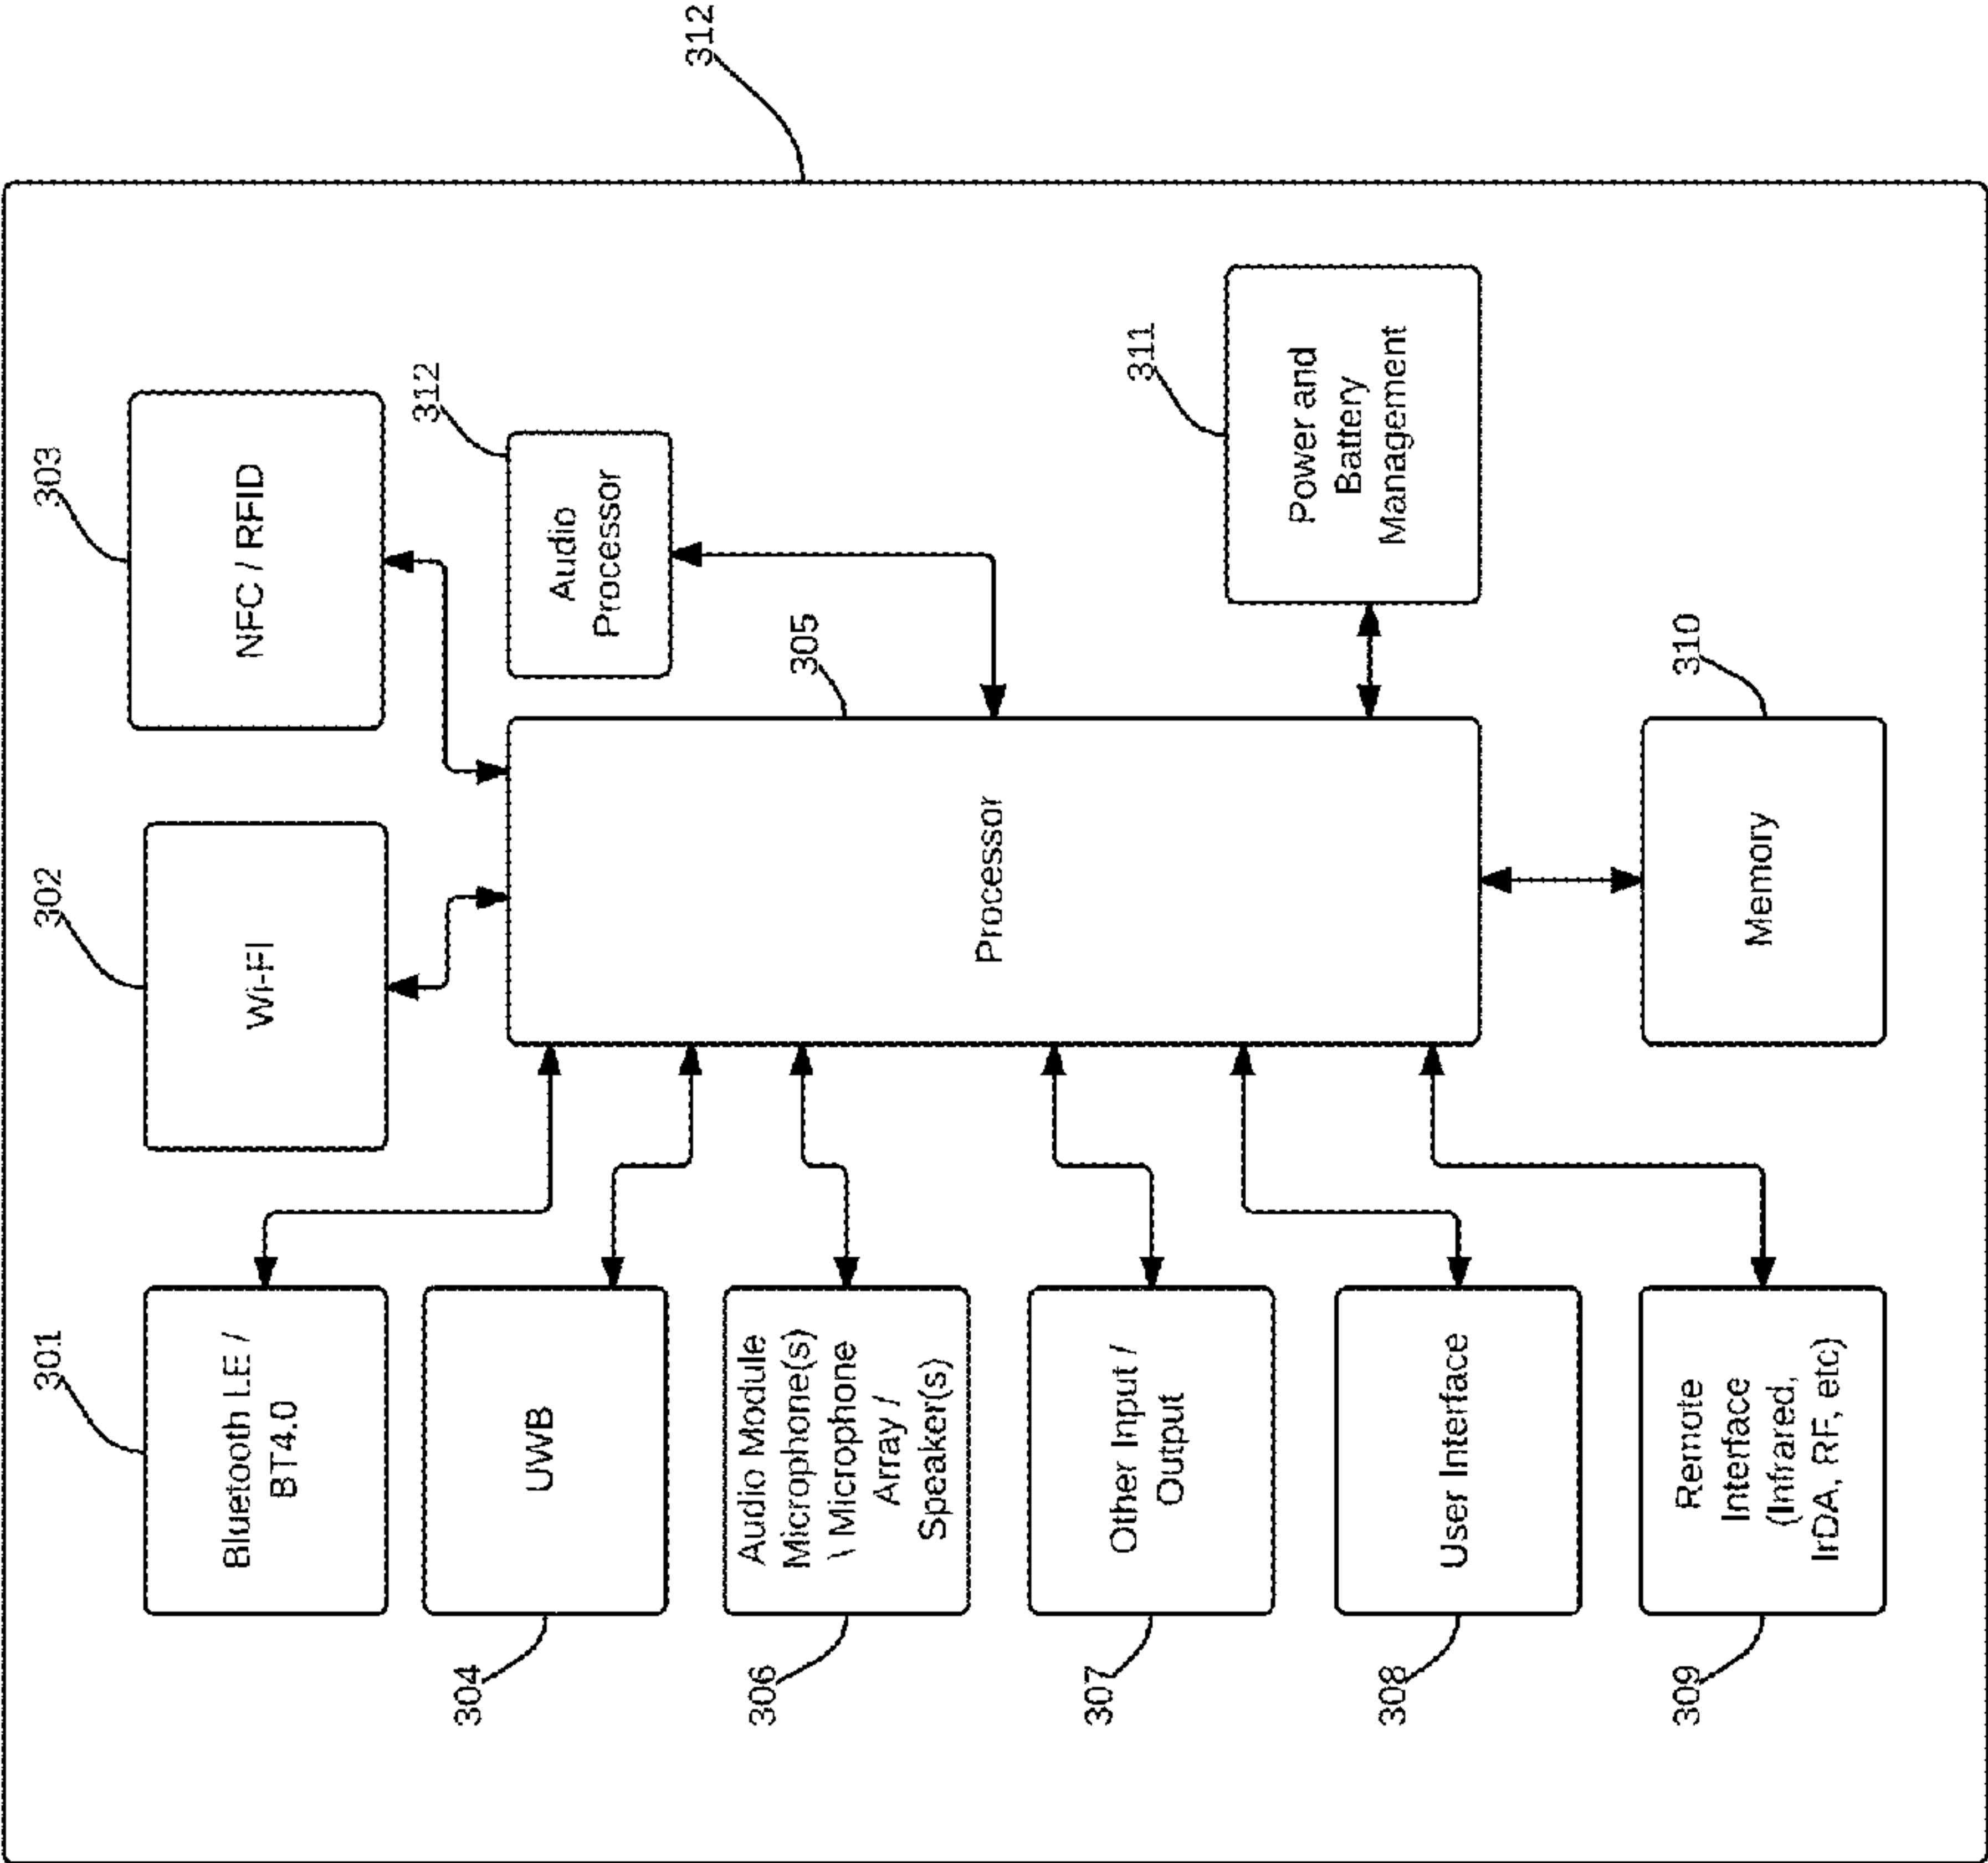 301
302
303
Bluetooth LE /
BT4.0
Wi-FI
NFC / RFID
312
304
UWB
Audio
Processor
312
306
Audio Module
Microphone(s)
\ Microphone
Array /
Speaker(s)
305
Processor
307
Other Input /
Output
311
Power and
Battery
Management
308
User Interface
309
Remote
Interface
(Infrared,
IrDA, RF, etc)
310
Memory